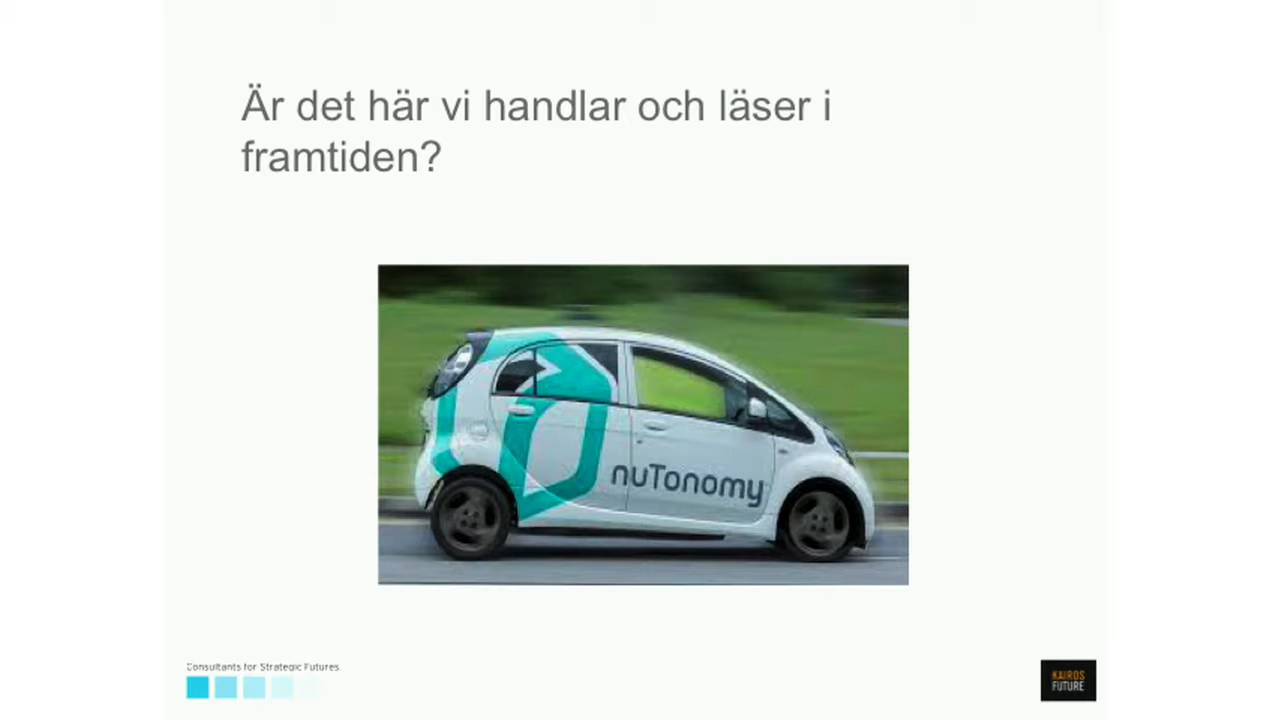 Är det här vi handlar och läser i
framtiden?
nuTonomy
Consultants for Strategic Futures.
KAIROS
FUTURE